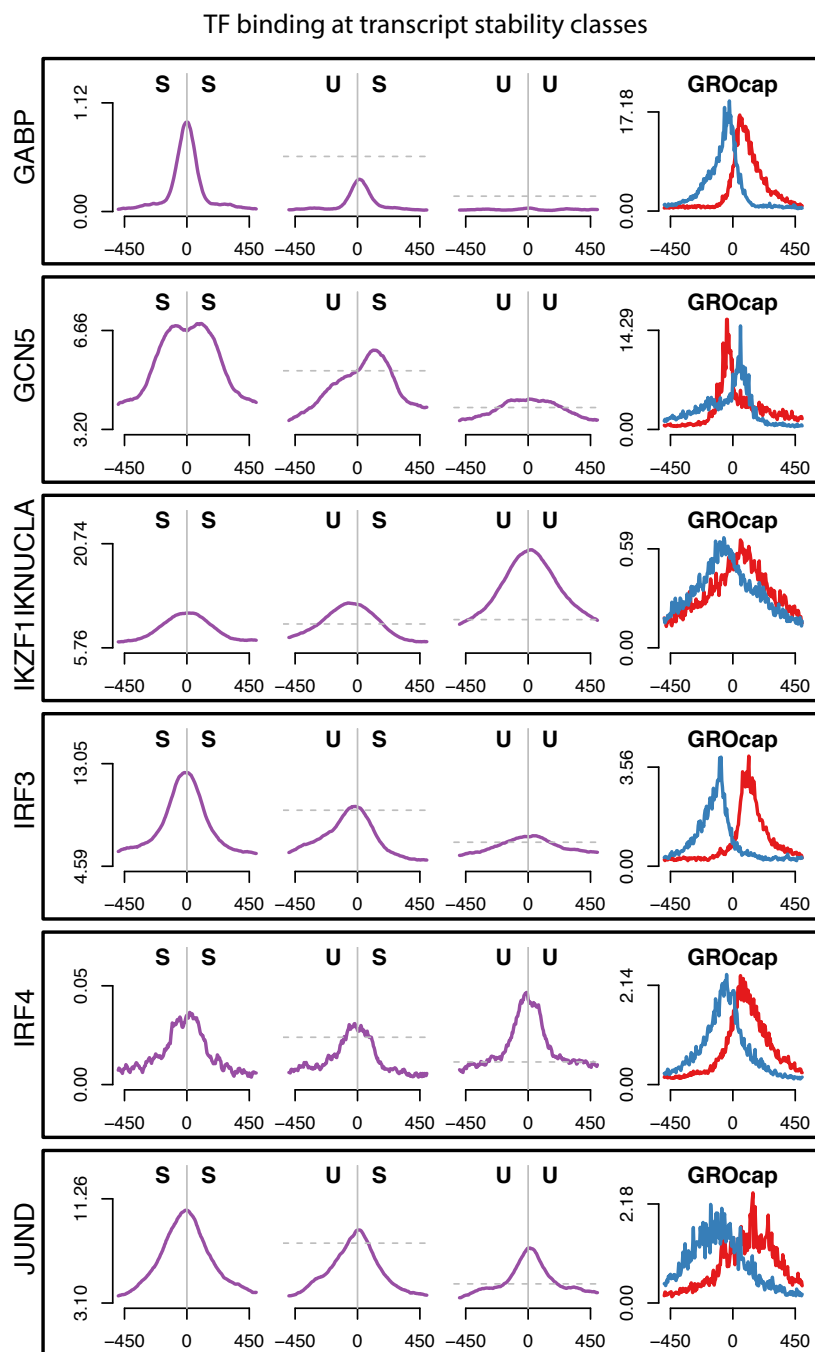 TF binding at transcript stability classes
GABP
S S
U S
U U
GROcap
1.12
0.00
17.18
0.00
−450 0 450
−450 0 450
−450 0 450
−450 0 450
GCN5
S S
U S
U U
GROcap
6.66
3.20
14.29
0.00
−450 0 450
−450 0 450
−450 0 450
−450 0 450
IKZF1IKNUCLA
S S
U S
U U
GROcap
20.74
5.76
0.59
0.00
−450 0 450
−450 0 450
−450 0 450
−450 0 450
IRF3
S S
U S
U U
GROcap
13.05
4.59
3.56
0.00
−450 0 450
−450 0 450
−450 0 450
−450 0 450
IRF4
S S
U S
U U
GROcap
0.05
0.00
2.14
0.00
−450 0 450
−450 0 450
−450 0 450
−450 0 450
JUND
S S
U S
U U
GROcap
11.26
3.10
2.18
0.00
−450 0 450
−450 0 450
−450 0 450
−450 0 450